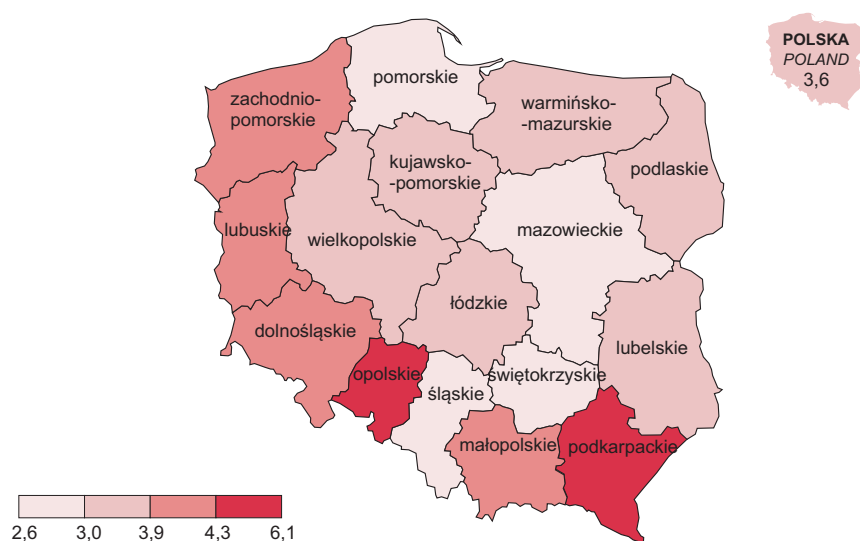 POLSKA
POLAND
3,6
pomorskie
zachodnio-
pomorskie
warmińsko-
-mazurskie
kujawsko-
-pomorskie
podlaskie
lubuskie
wielkopolskie
mazowieckie
łódzkie
dolnośląskie
lubelskie
opolskie
świętokrzyskie
śląskie
małopolskie
podkarpackie
2,6 3,0 3,9 4,3 6,1